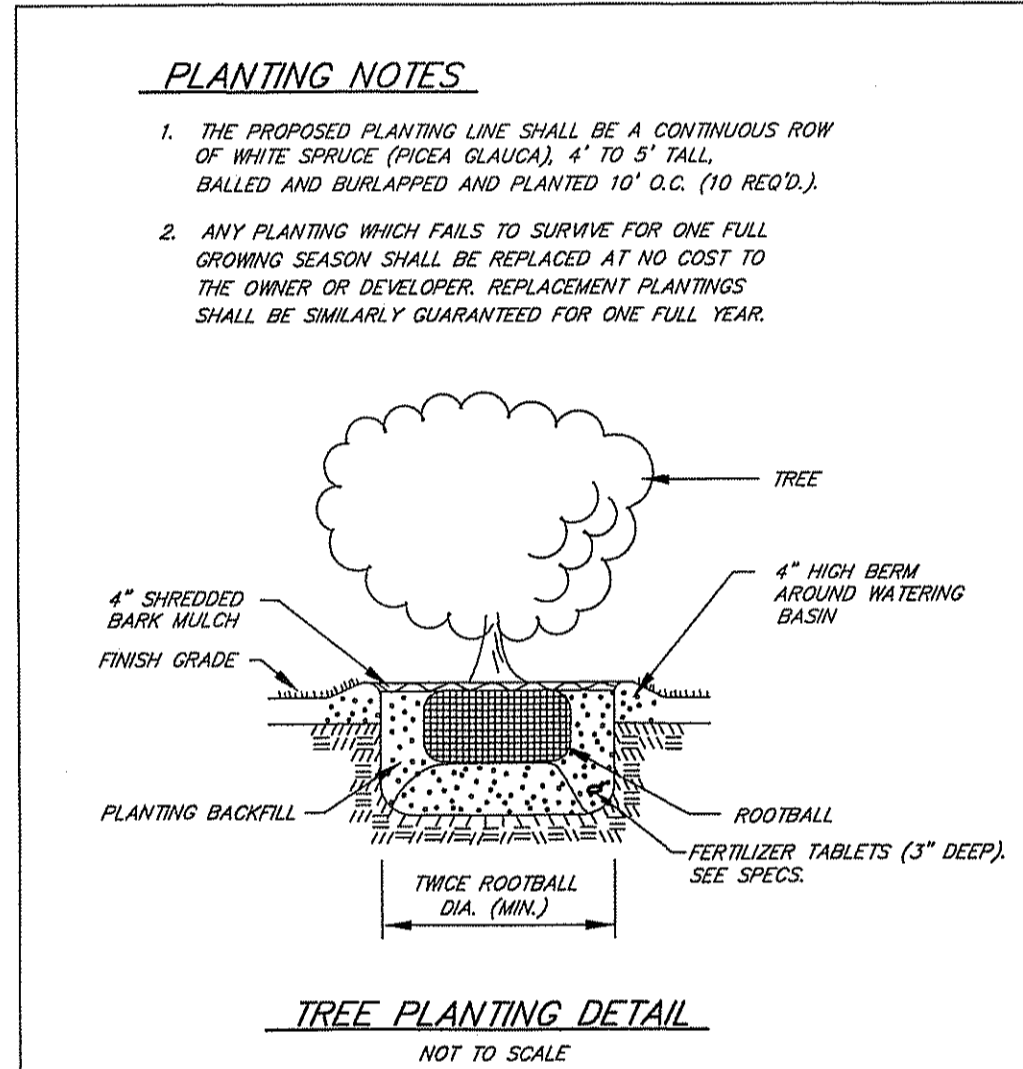 PLANTING NOTES
1. THE PROPOSED PLANTING LINE SHALL BE A CONTINUOUS ROW
OF WHITE SPRUCE (PICEA GLAUCA), 4' TO 5' TALL,
BALLED AND BURLAPPED AND PLANTED 10' O.C. (10 REQ'D.).
2. ANY PLANTING WHICH FAILS TO SURVIVE FOR ONE FULL
GROWING SEASON SHALL BE REPLACED AT NO COST TO
THE OWNER OR DEVELOPER. REPLACEMENT PLANTINGS
SHALL BE SIMILARLY GUARANTEED FOR ONE FULL YEAR.
TREE
4" SHREDDED
BARK MULCH
FINISH GRADE
4" HIGH BERM
AROUND WATERING
BASIN
PLANTING BACKFILL
ROOTBALL
FERTILIZER TABLETS (3" DEEP).
SEE SPECS.
TWICE ROOTBALL
DIA. (MIN.)
TREE PLANTING DETAIL
NOT TO SCALE